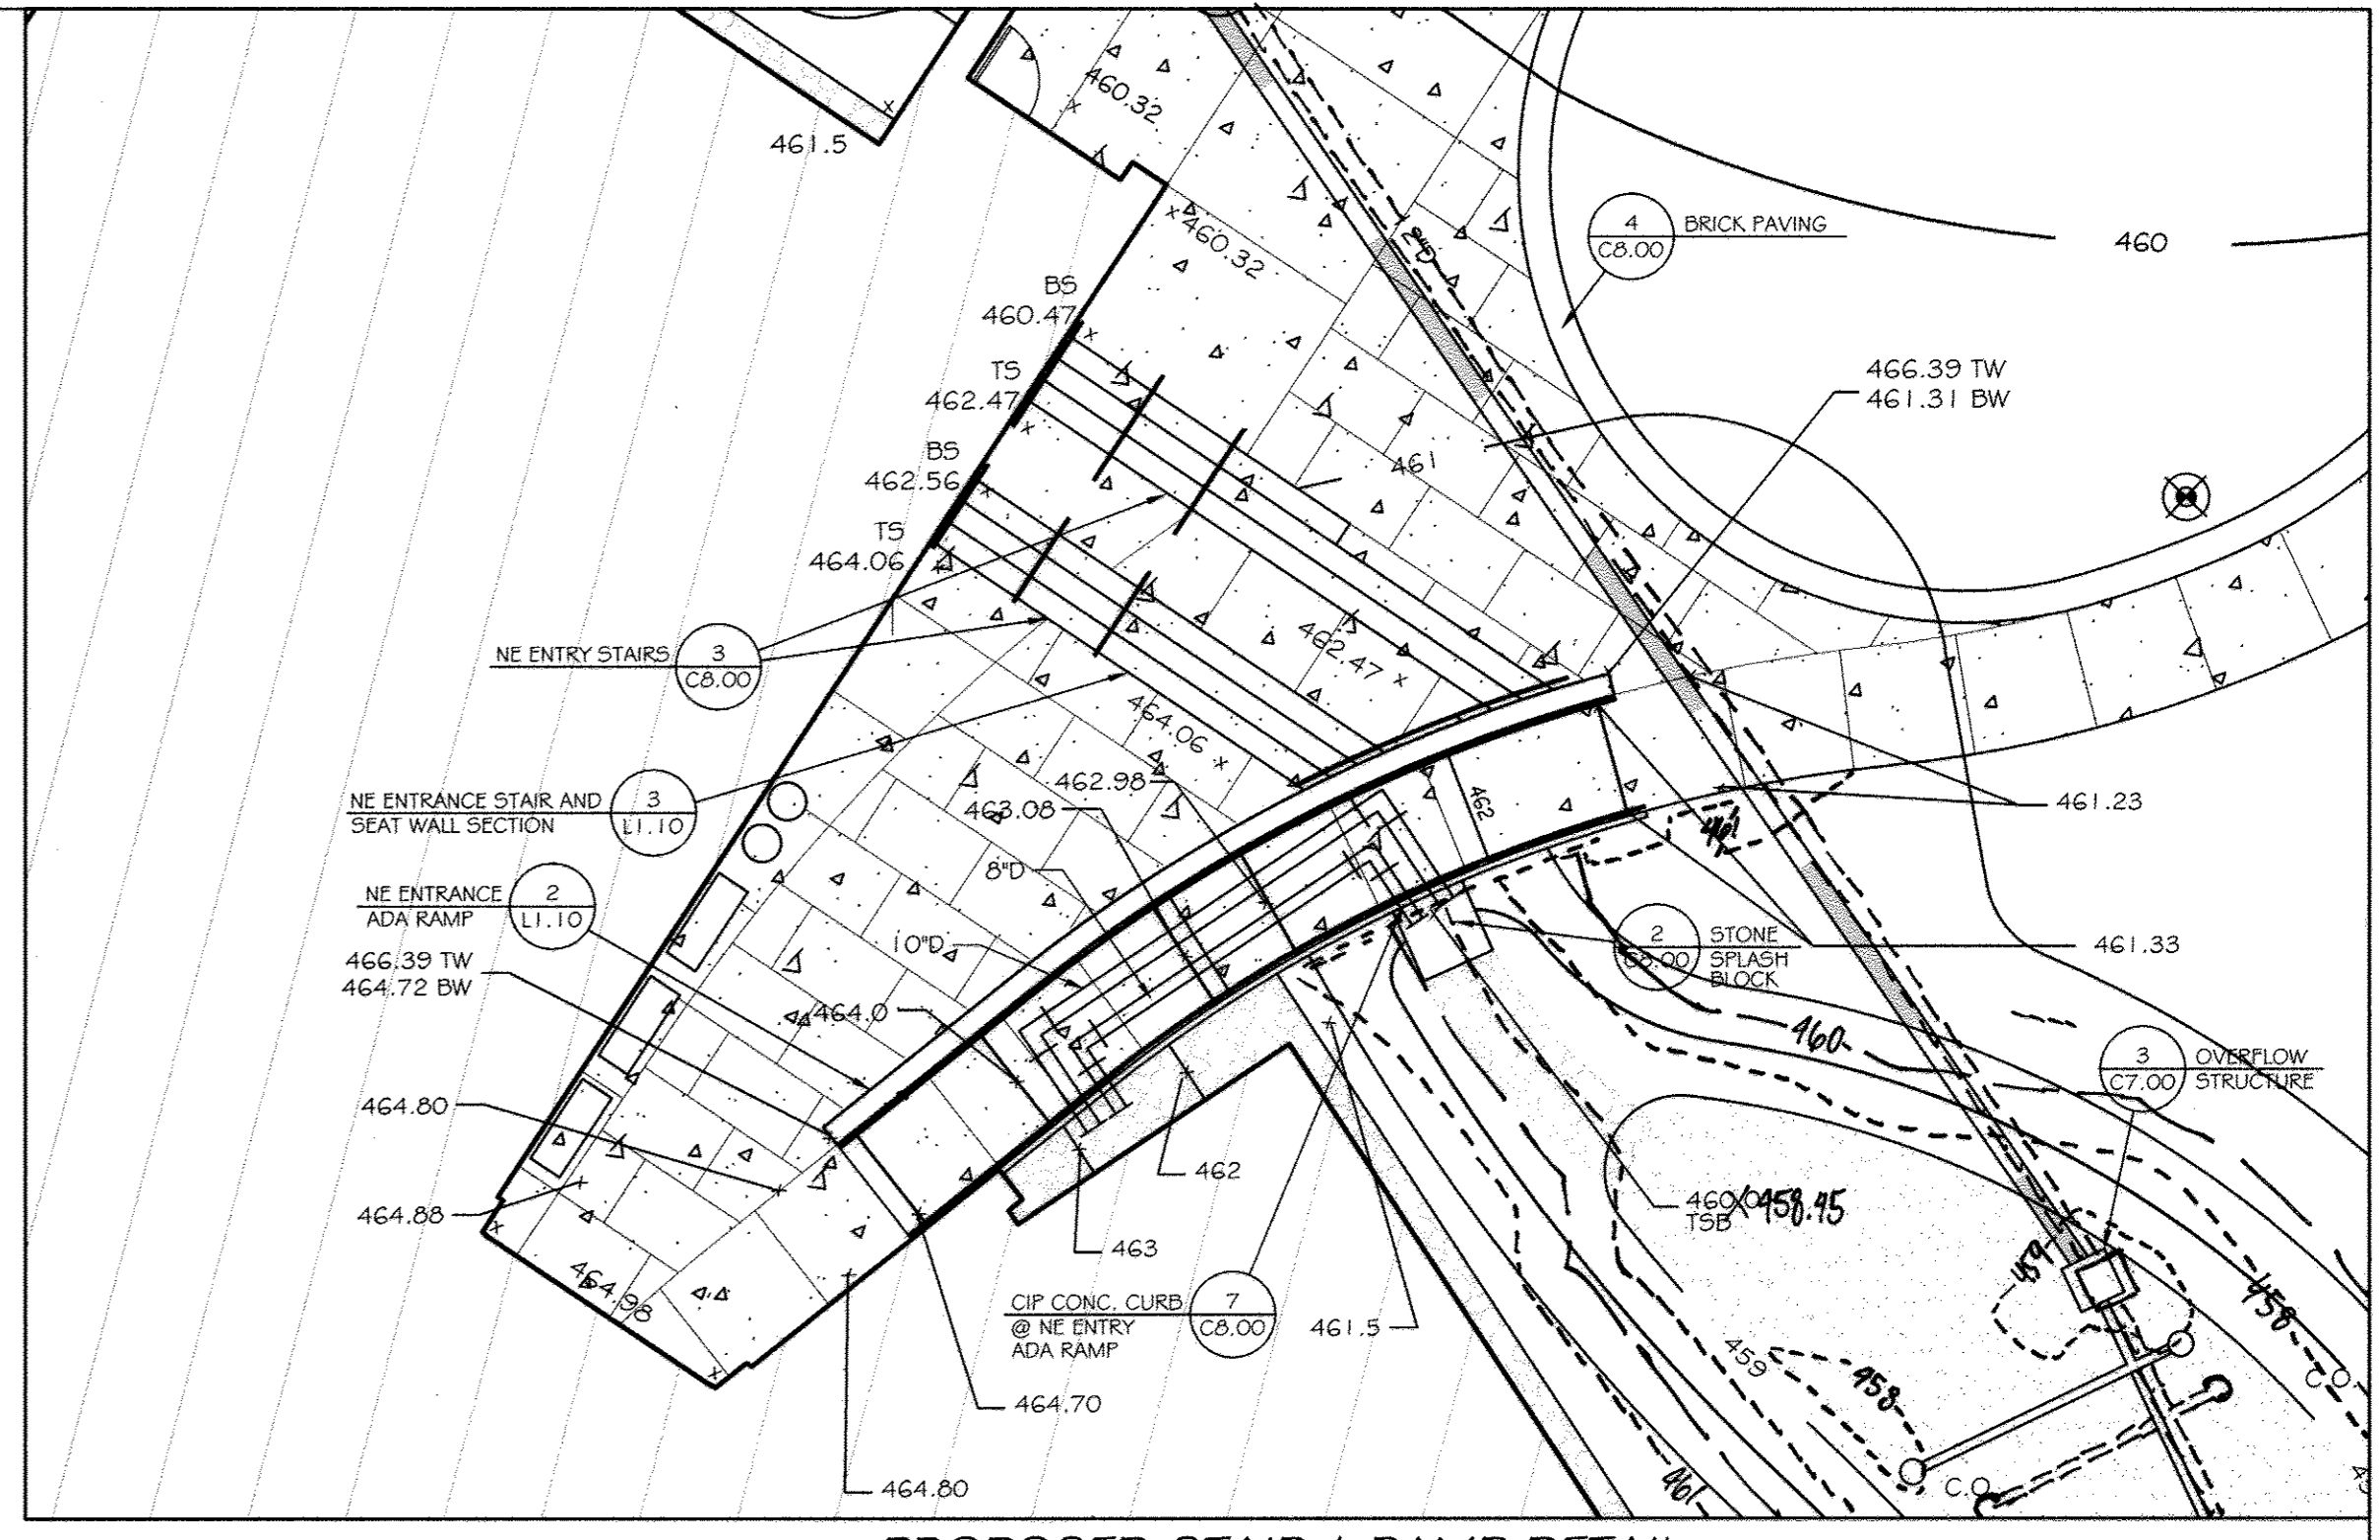 460.32
461.5
4
C8.00
BRICK PAVING
460
460.32
BS
460.47
TS
462.47
BS
462.56
TS
464.06
466.39 TW
461.31 BW
461
NE ENTRY STAIRS
3
C8.00
462.47
464.06
NE ENTRANCE STAIR AND
SEAT WALL SECTION
3
L1.10
462.98
463.08
462
461.23
461
8"D
NE ENTRANCE
ADA RAMP
2
L1.10
10"D
2
C8.00
STONE
SPLASH
BLOCK
461.33
466.39 TW
464.72 BW
464.0
460
3
C7.00
OVERFLOW
STRUCTURE
464.80
462
TSB
458.95
464.88
463
464.98
459
458
CIP CONC. CURB
@ NE ENTRY
ADA RAMP
7
C8.00
461.5
459
458
C.O.
464.70
464.80
461
C.O.